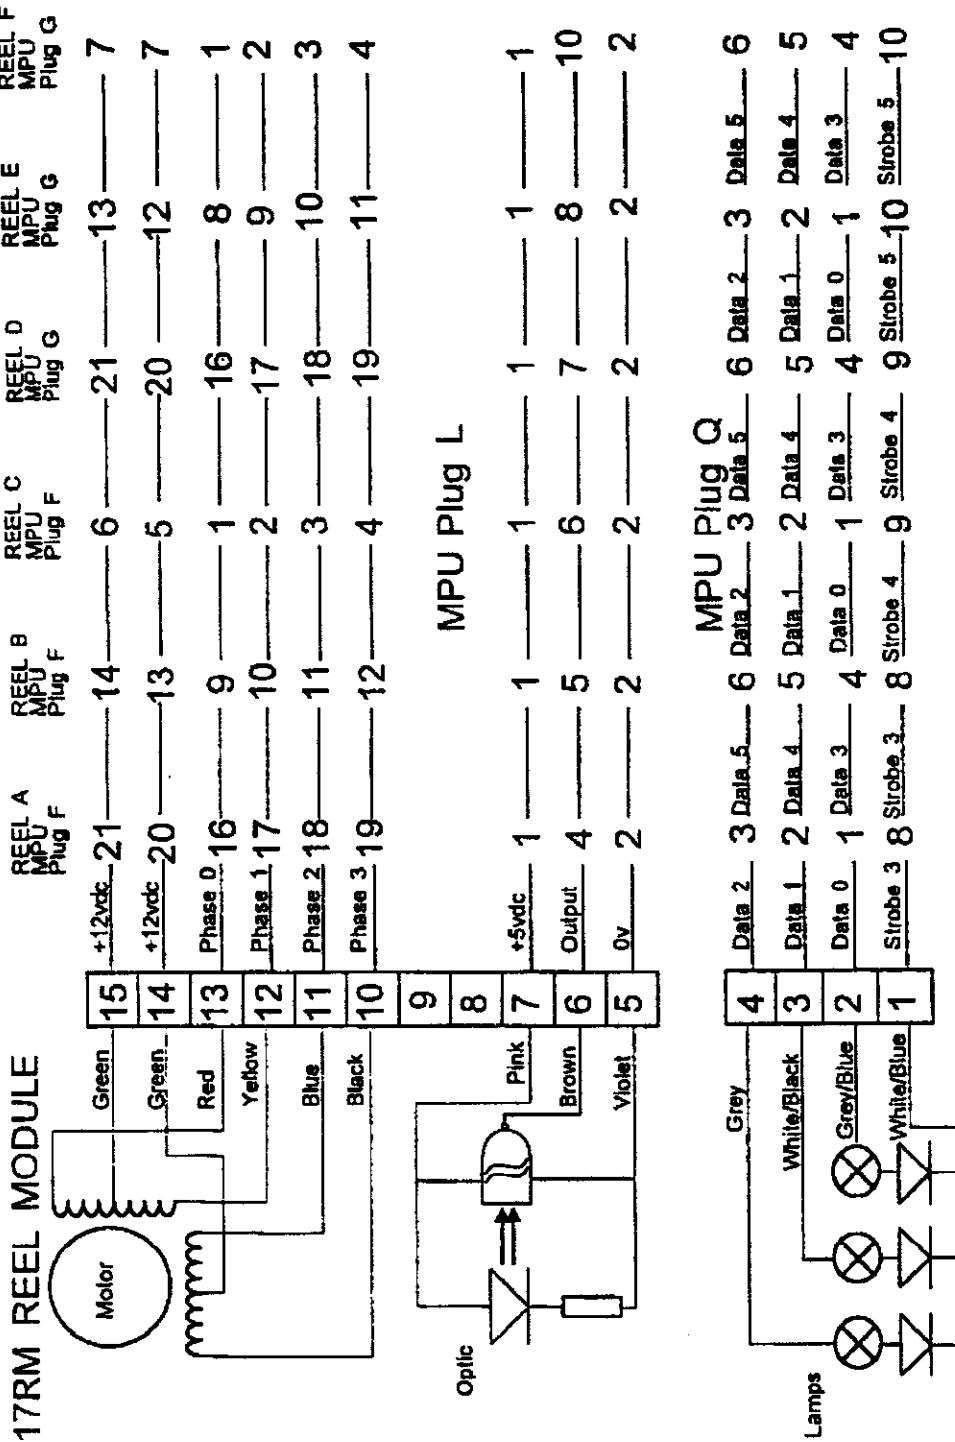 17RM REEL MODULE
REEL A REEL B REEL C REEL D REEL E REEL F
MPU MPU MPU MPU MPU MPU
Plug F Plug F Plug F Plug G Plug G Plug G
Green 15 +12vdc 21 14 6 21 13 7
Motor
Green 14 +12vdc 20 13 5 20 12 7
Red 13 Phase 0 16 9 1 16 8 1
Yellow 12 Phase 1 17 10 2 17 9 2
Blue 11 Phase 2 18 11 3 18 10 3
Black 10 Phase 3 19 12 4 19 11 4
9
MPU Plug L
8
Optic
Pink 7 +5vdc 1 1 1 1 1 1
Brown 6 Output 4 5 6 7 8 10
Violet 5 0v 2 2 2 2 2 2
MPU Plug Q
Grey 4 Data 2 3 Data 5 6 Data 2 3 Data 5 6 Data 2 3 Data 5 6
White/Black 3 Data 1 2 Data 4 5 Data 1 2 Data 4 5 Data 1 2 Data 4 5
Lamps
Grey/Blue 2 Data 0 1 Data 3 4 Data 0 1 Data 3 4 Data 0 1 Data 3 4
White/Blue 1 Strobe 3 8 Strobe 3 8 Strobe 4 9 Strobe 4 9 Strobe 5 10 Strobe 5 10